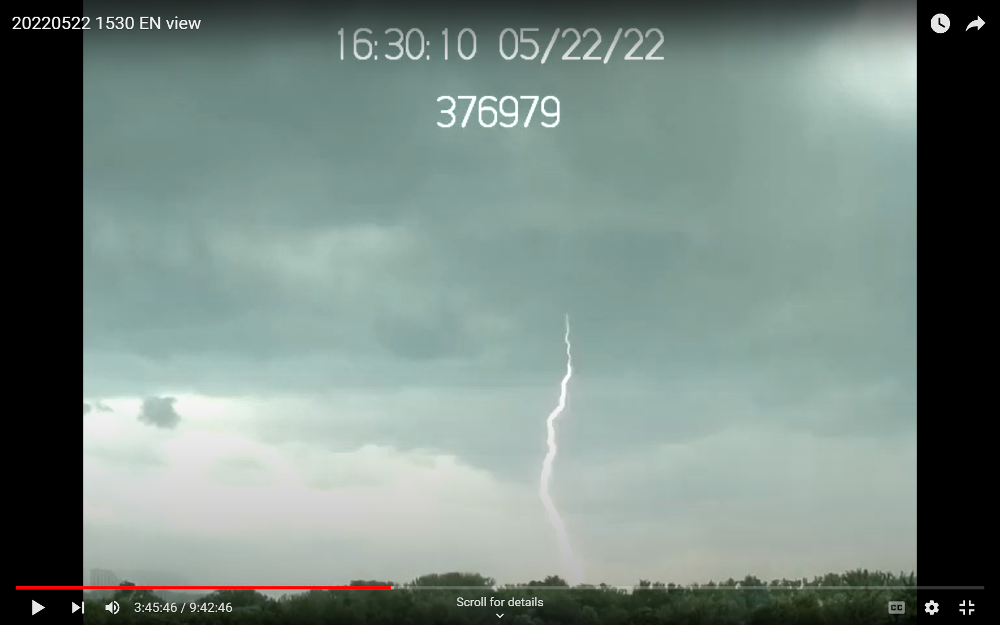 20220522 1530 EN view
16:30:10 05/22/22
376979
3:45:46 / 9:42:46
Scroll for details
CC